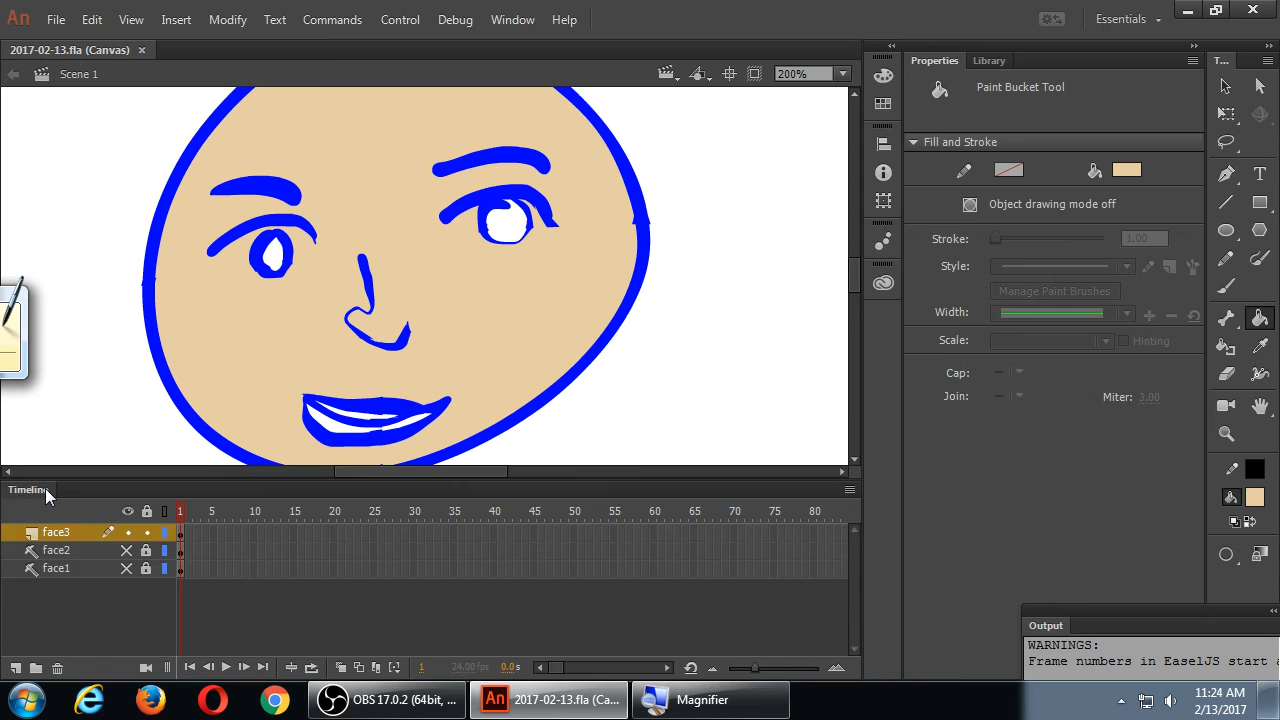 An File Edit View Insert Modify Text Commands Control Debug Window Help Essentials
2017-02-13.fla (Canvas) ×
Scene 1 200%
Properties Library T...
Paint Bucket Tool
Fill and Stroke
Object drawing mode off
Stroke: 1.00
Style:
Manage Paint Brushes
Width:
Scale: Hinting
Cap:
Join: Miter: 3.00
Timeline
1 5 10 15 20 25 30 35 40 45 50 55 60 65 70 75 80
face3
face2
face1
1 24.00 fps 0.0 s
Output
WARNINGS:
Frame numbers in EaselJS start a
OBS 17.0.2 (64bit, ... An 2017-02-13.fla (Ca... Magnifier
11:24 AM
2/13/2017